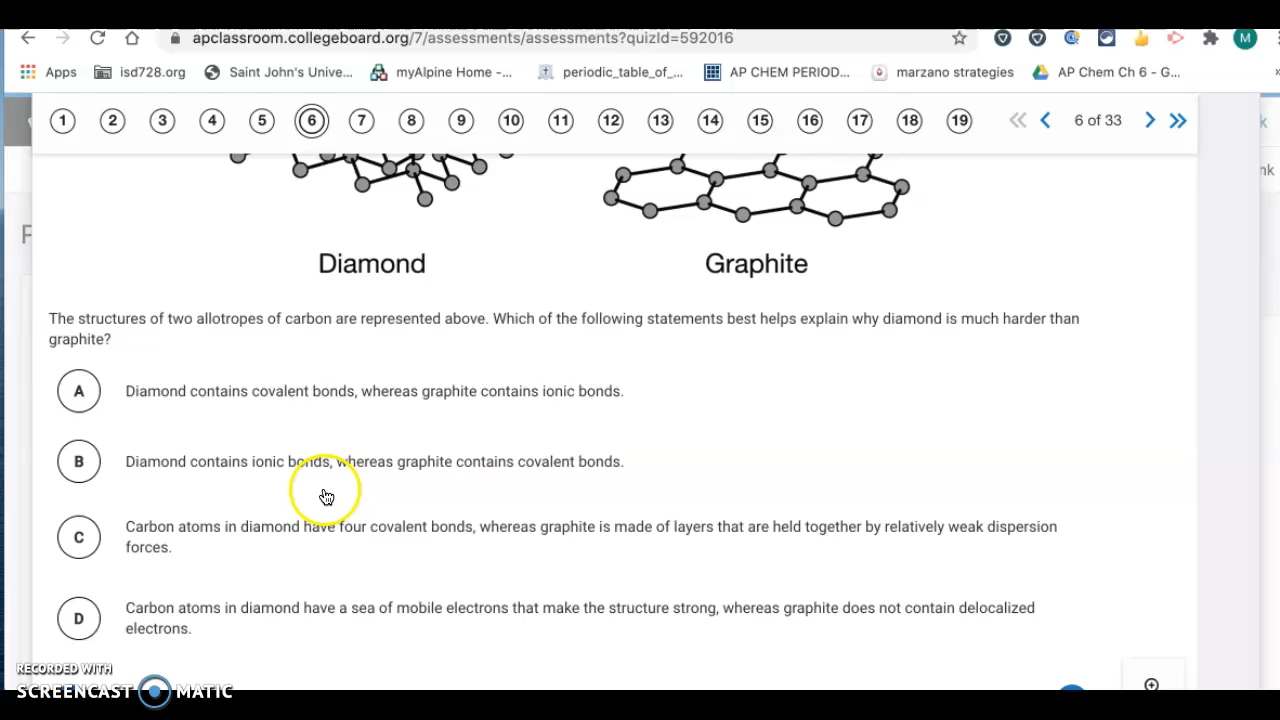 apclassroom.collegeboard.org/7/assessments/assessments?quizId=592016
M
Apps isd728.org Saint John's Unive... myAlpine Home -... periodic_table_of_... AP CHEM PERIOD... marzano strategies AP Chem Ch 6 - G... »
1 2 3 4 5 6 7 8 9 10 11 12 13 14 15 16 17 18 19 6 of 33
nk
Diamond Graphite
The structures of two allotropes of carbon are represented above. Which of the following statements best helps explain why diamond is much harder than
graphite?
A Diamond contains covalent bonds, whereas graphite contains ionic bonds.
B Diamond contains ionic bonds, whereas graphite contains covalent bonds.
C Carbon atoms in diamond have four covalent bonds, whereas graphite is made of layers that are held together by relatively weak dispersion
forces.
D Carbon atoms in diamond have a sea of mobile electrons that make the structure strong, whereas graphite does not contain delocalized
electrons.
RECORDED WITH
SCREENCAST MATIC